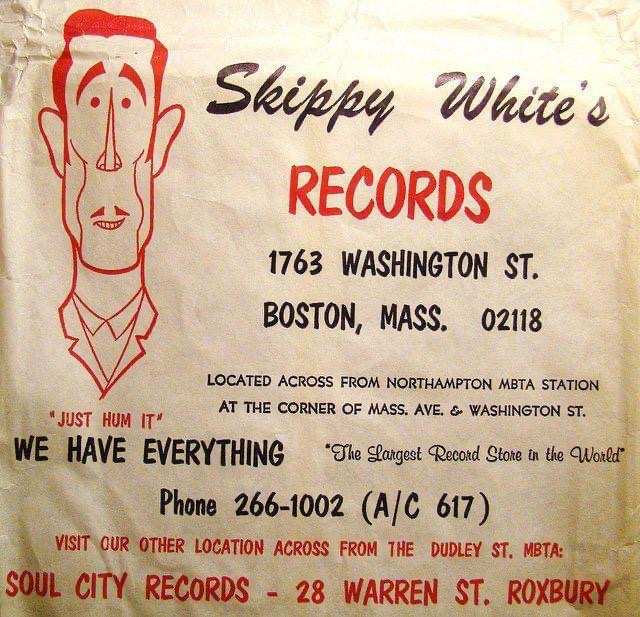 Skippy White's
RECORDS
1763 WASHINGTON ST.
BOSTON, MASS. 02118
LOCATED ACROSS FROM NORTHAMPTON MBTA STATION
AT THE CORNER OF MASS. AVE. & WASHINGTON ST.
"JUST HUM IT"
WE HAVE EVERYTHING "The Largest Record Store in the World"
Phone 266-1002 (A/C 617)
VISIT OUR OTHER LOCATION ACROSS FROM THE DUDLEY ST. MBTA:
SOUL CITY RECORDS - 28 WARREN ST. ROXBURY